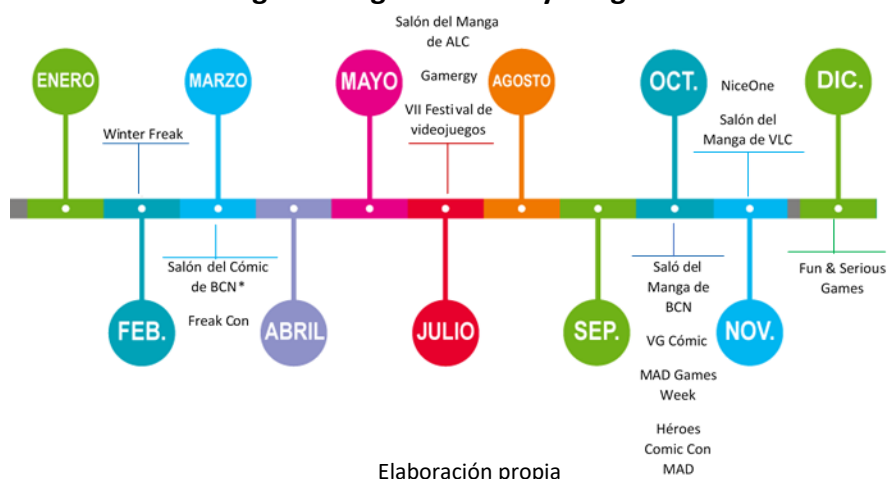 Salón del Manga
de ALC
Gamergy
VII Festival de
videojuegos
ENERO
MARZO
MAYO
AGOSTO
OCT.
NiceOne
Salón del
Manga de VLC
DIC.
Winter Freak
Salón del Cómic
de BCN*
Freak Con
Saló del
Manga de
BCN
VG Cómic
MAD Games
Week
Héroes
Comic Con
MAD
Fun & Serious
Games
FEB.
ABRIL
JULIO
SEP.
NOV.
Elaboración propia